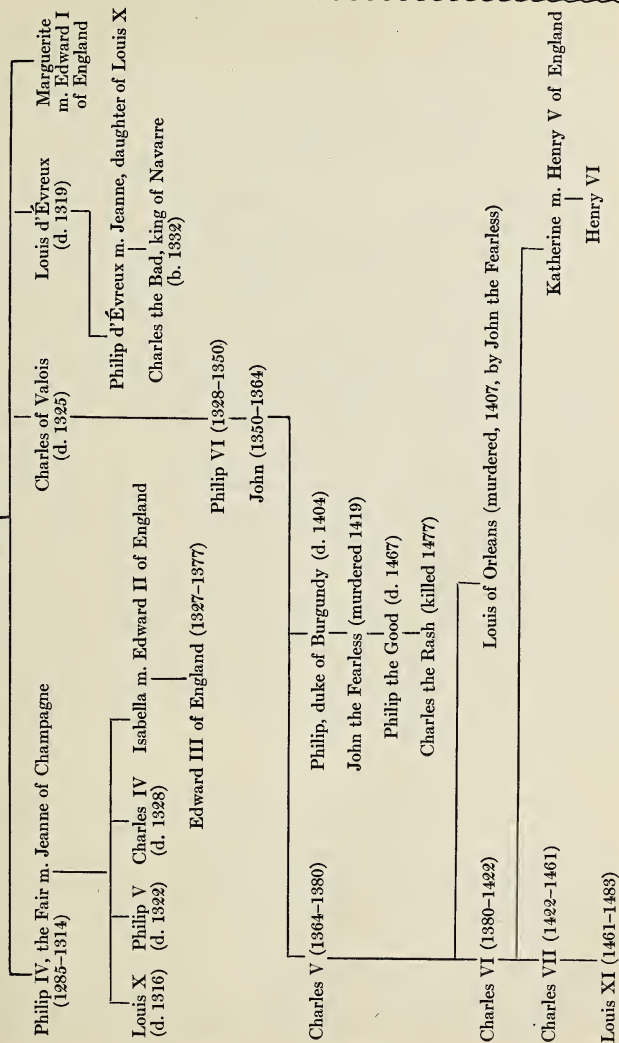 Philip IV, the Fair m. Jeanne of Champagne
(1285–1314)
Charles of Valois
(d. 1325)
Louis d'Évreux
(d. 1319)
Marguerite
m. Edward I
of England
Louis X
(d. 1316)
Philip V
(d. 1322)
Charles IV
(d. 1328)
Isabella m. Edward II of England
Edward III of England (1327–1377)
Philip d'Évreux m. Jeanne, daughter of Louis X
Charles the Bad, king of Navarre
(b. 1332)
Philip VI (1328–1350)
John (1350–1364)
Charles V (1364–1380)
Philip, duke of Burgundy (d. 1404)
John the Fearless (murdered 1419)
Philip the Good (d. 1467)
Charles the Rash (killed 1477)
Charles VI (1380–1422)
Louis of Orleans (murdered, 1407, by John the Fearless)
Charles VII (1422–1461)
Katherine m. Henry V of England
Henry VI
Louis XI (1461–1483)